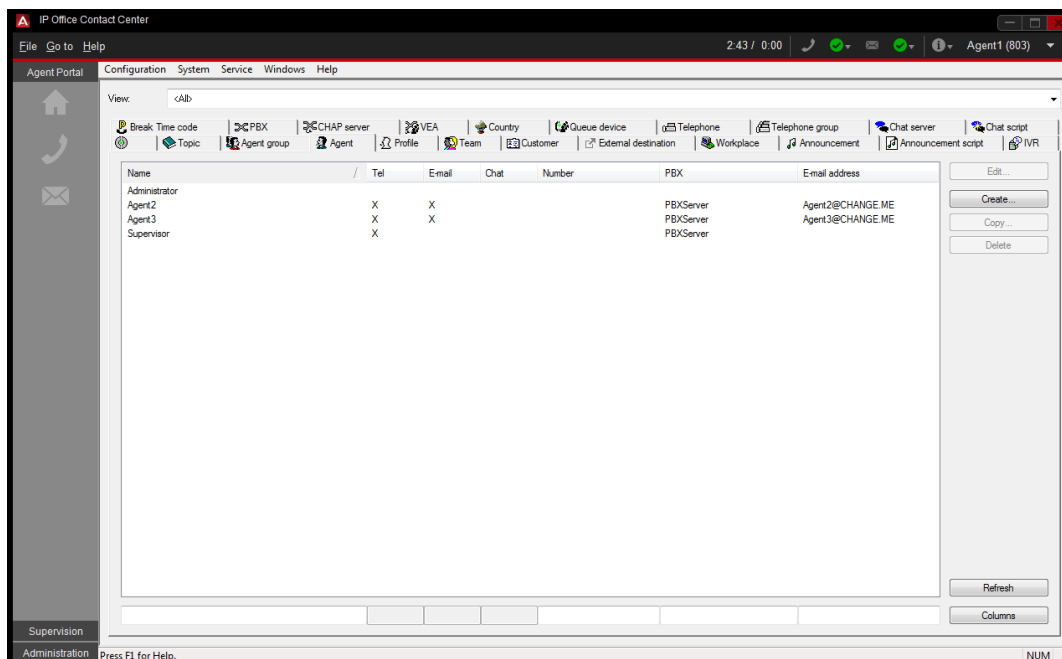 IP Office Contact Center
File Go to Help
2:43 / 0:00
Agent1 (803)
Agent Portal
Configuration System Service Windows Help
View: <All>
Break Time code PBX CHAP server VEA Country Queue device Telephone Telephone group Chat server Chat script
Topic Agent group Agent Profile Team Customer External destination Workplace Announcement Announcement script IVR
Name / Tel E-mail Chat Number PBX E-mail address
Administrator
Agent2 X X PBXServer Agent2@CHANGE.ME
Agent3 X X PBXServer Agent3@CHANGE.ME
Supervisor X PBXServer
Edit...
Create...
Copy...
Delete
Refresh
Columns
Supervision
Administration
Press F1 for Help.
NUM